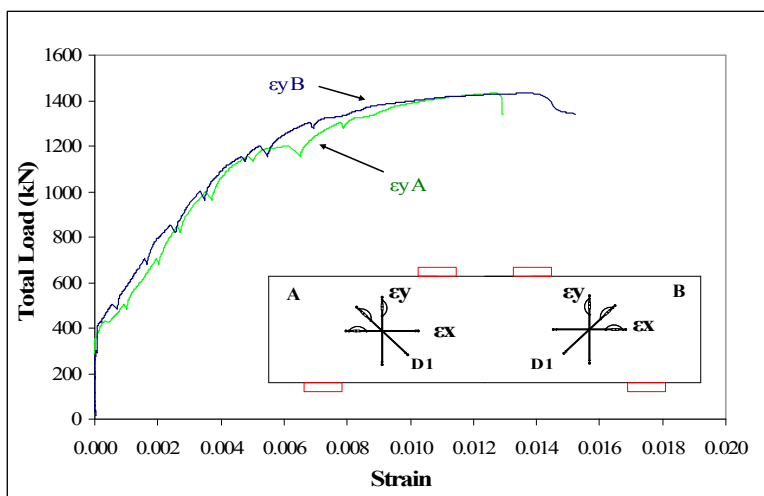 1600
1400
1200
1000
800
600
400
200
0
Total Load (kN)
εyB
εyA
A
εy
εx
D1
εy
B
εx
D1
0.000 0.002 0.004 0.006 0.008 0.010 0.012 0.014 0.016 0.018 0.020
Strain